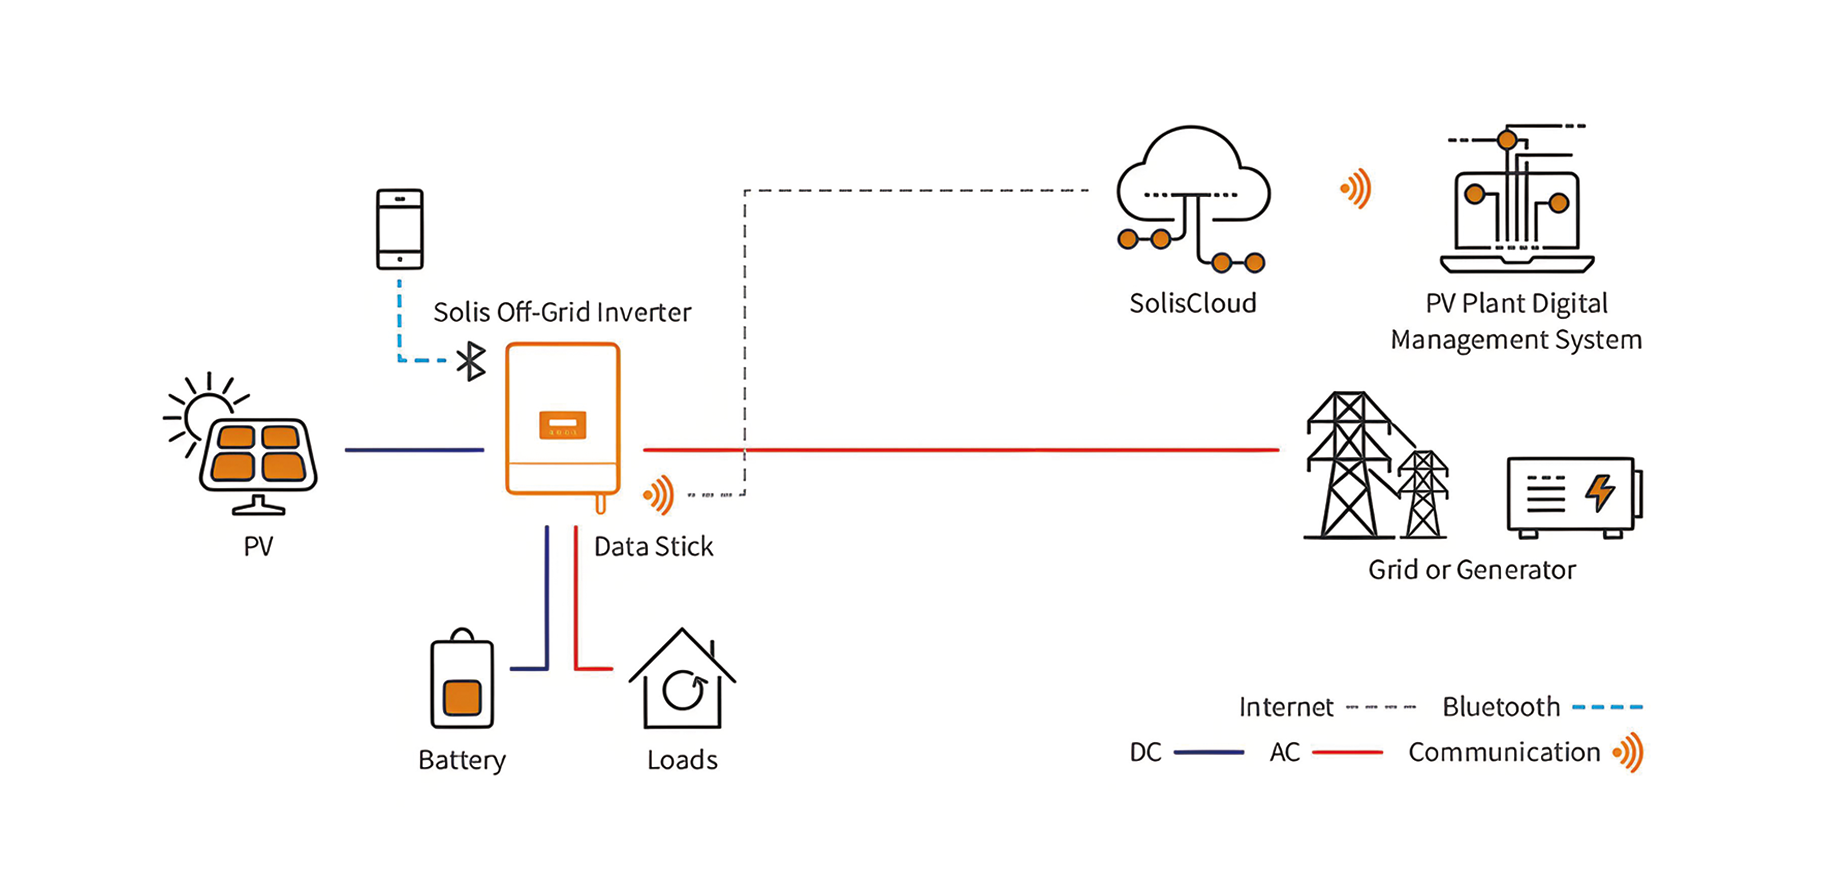 SolisCloud
PV Plant Digital
Management System
Solis Off-Grid Inverter
PV
Data Stick
Grid or Generator
Battery
Loads
Internet
Bluetooth
DC
AC
Communication